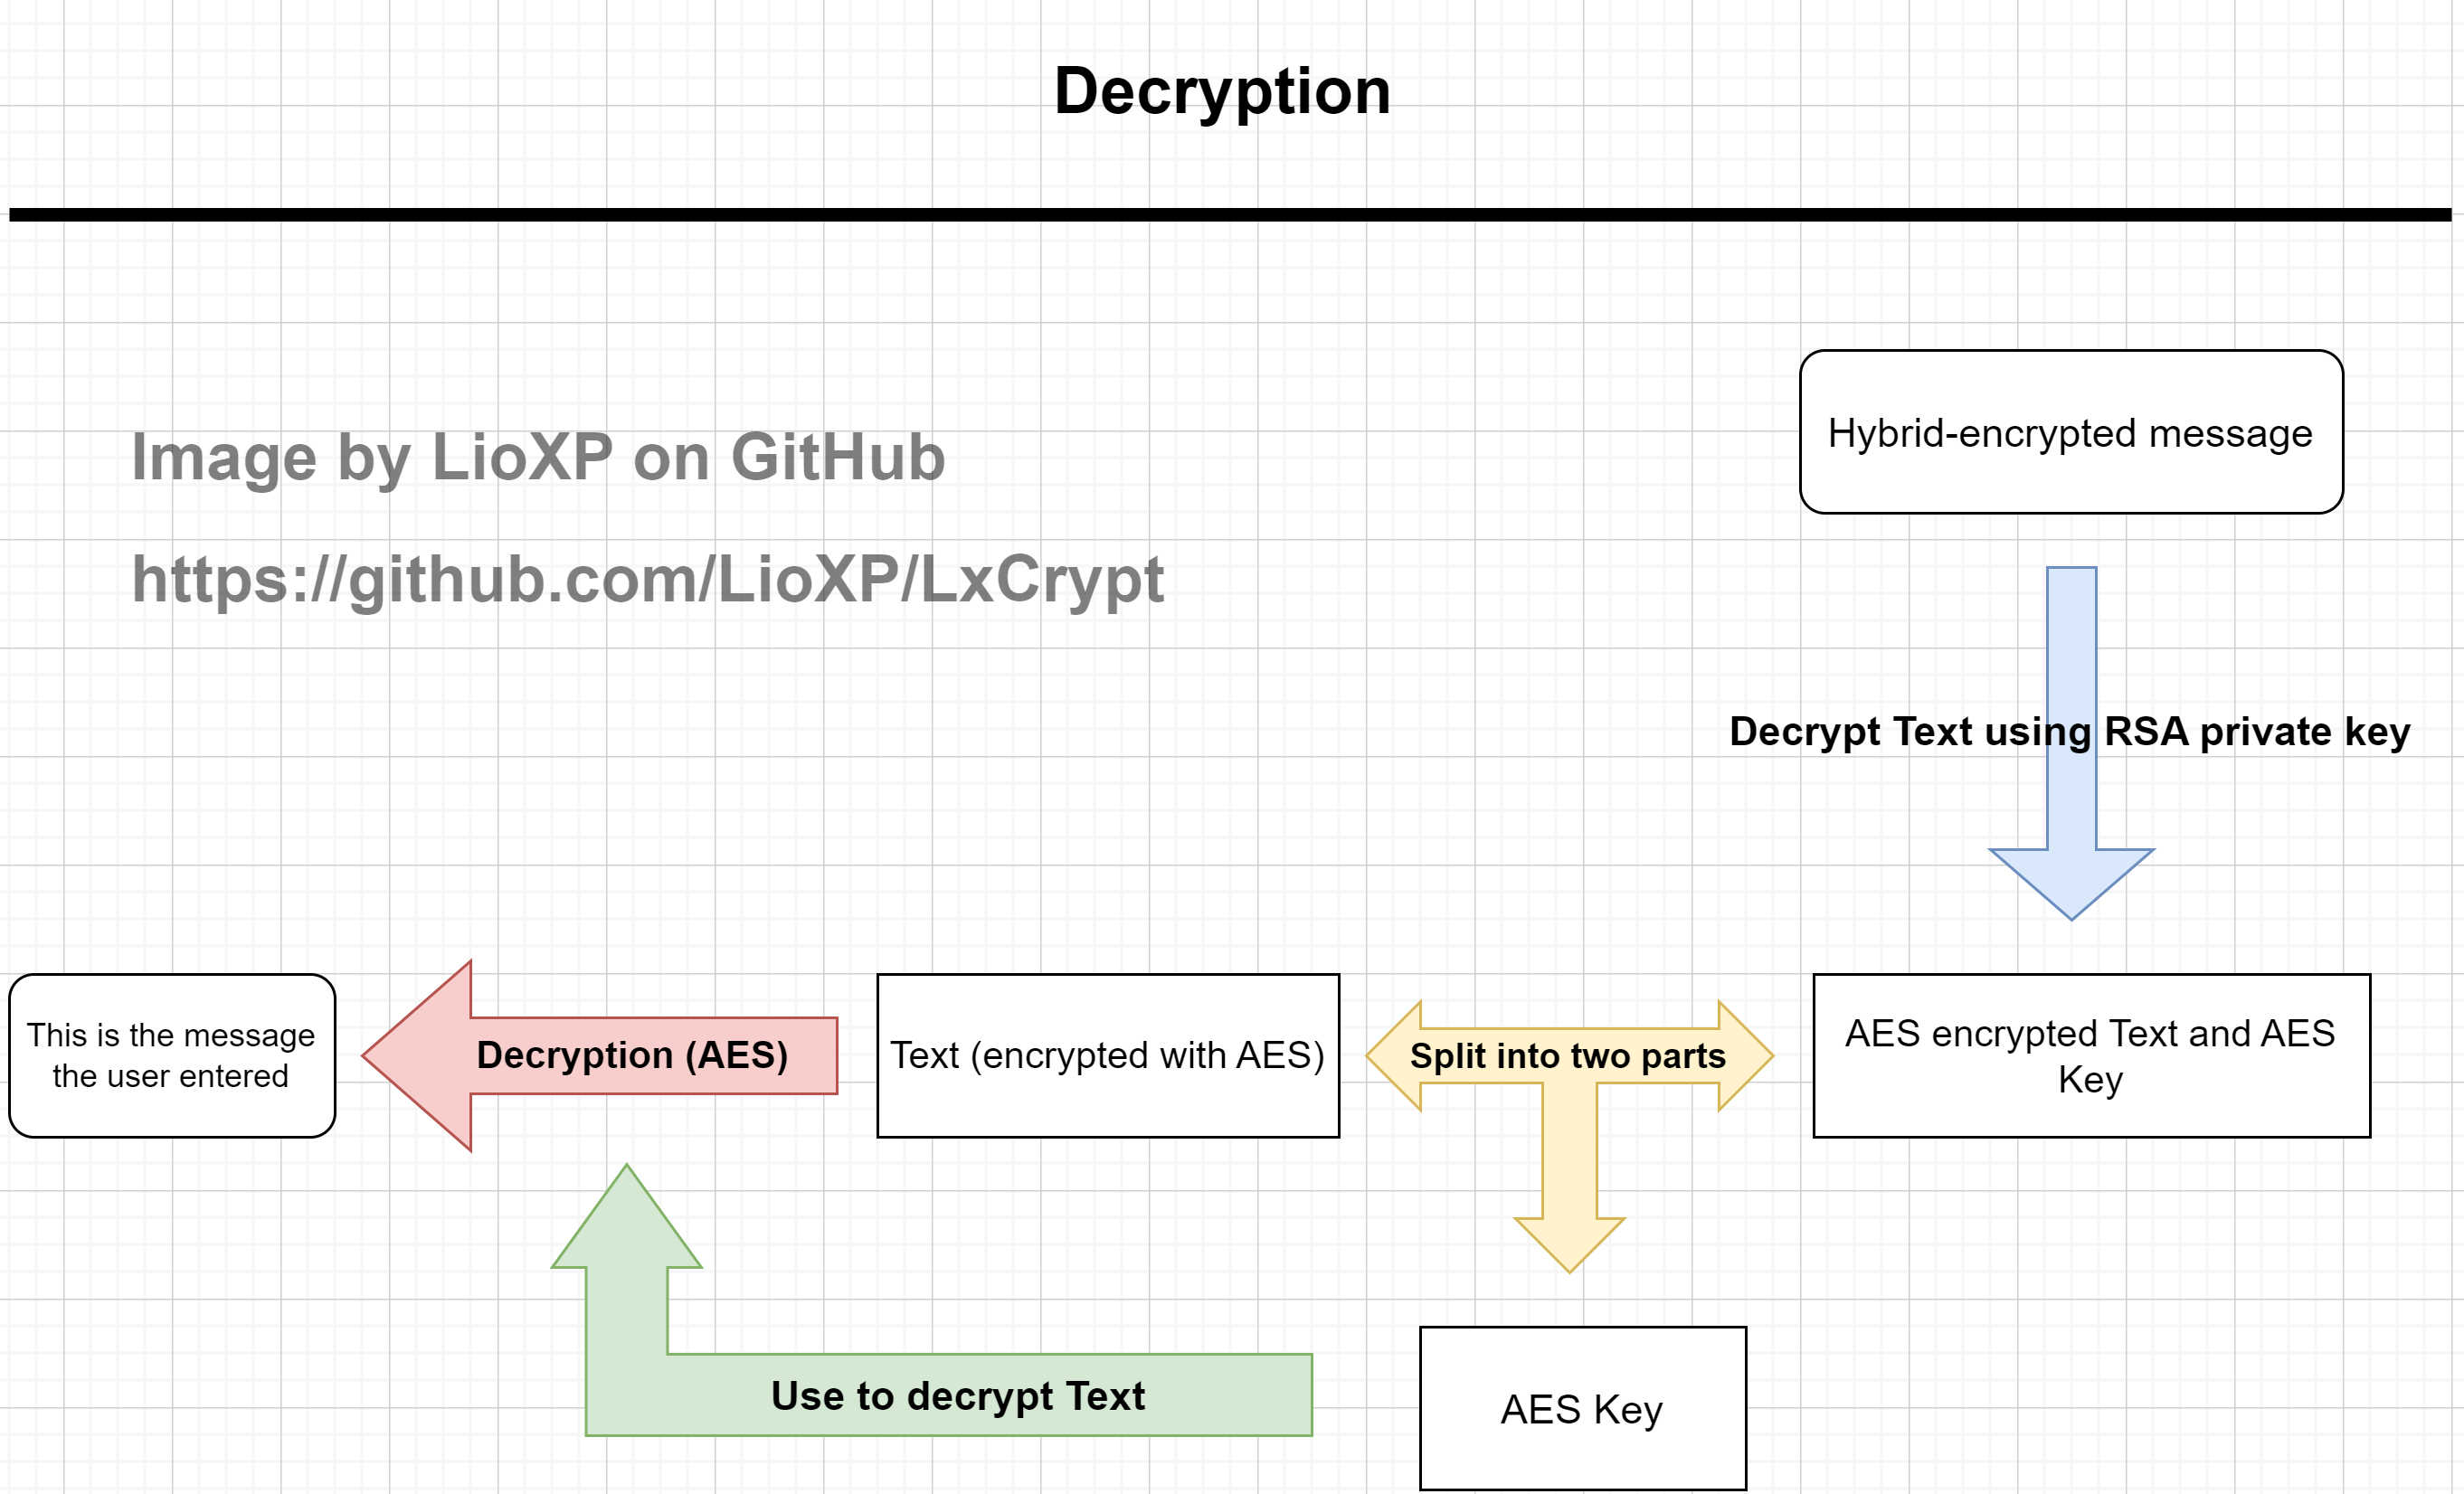 Decryption
Image by LioXP on GitHub
https://github.com/LioXP/LxCrypt
Hybrid-encrypted message
Decrypt Text using RSA private key
This is the message
the user entered
Decryption (AES)
Text (encrypted with AES)
Split into two parts
AES encrypted Text and AES
Key
Use to decrypt Text
AES Key